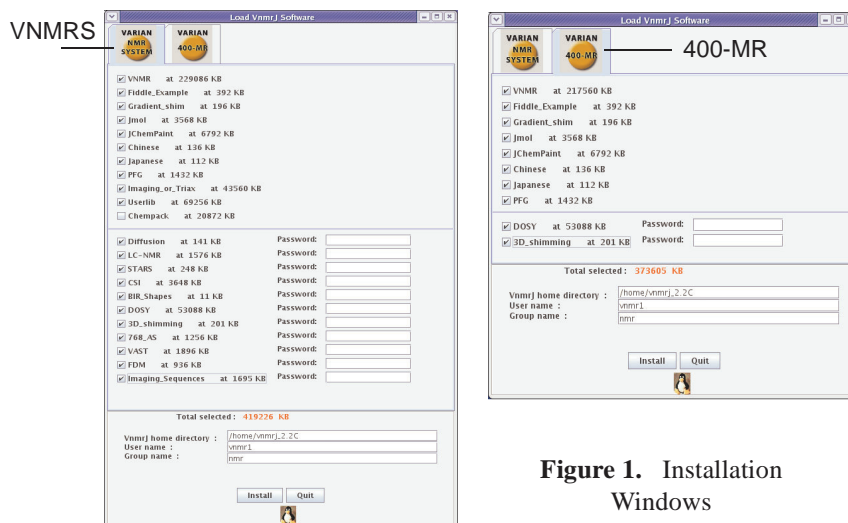 VNMRS
Load VnmrJ Software
VARIAN
NMR
SYSTEM
VARIAN
400-MR
VNMR at 229086 KB
Fiddle_Example at 392 KB
Gradient_shim at 196 KB
Jmol at 3568 KB
JChemPaint at 6792 KB
Chinese at 136 KB
Japanese at 112 KB
PFG at 1432 KB
Imaging_or_Triax at 43560 KB
Userlib at 69256 KB
Chempack at 20872 KB
Diffusion at 141 KB Password:
LC-NMR at 1576 KB Password:
STARS at 248 KB Password:
CSI at 3648 KB Password:
BIR_Shapes at 11 KB Password:
DOSY at 53088 KB Password:
3D_shimming at 201 KB Password:
768_AS at 1256 KB Password:
VAST at 1896 KB Password:
FDM at 936 KB Password:
Imaging_Sequences at 1695 KB Password:
Total selected: 419226 KB
VnmrJ home directory : /home/vnmrj_2.2C
User name : vnmr1
Group name : nmr
Install Quit
Load VnmrJ Software
VARIAN
NMR
SYSTEM
VARIAN
400-MR
400-MR
VNMR at 217560 KB
Fiddle_Example at 392 KB
Gradient_shim at 196 KB
Jmol at 3568 KB
JChemPaint at 6792 KB
Chinese at 136 KB
Japanese at 112 KB
PFG at 1432 KB
DOSY at 53088 KB Password:
3D_shimming at 201 KB Password:
Total selected: 373605 KB
VnmrJ home directory : /home/vnmrj_2.2C
User name : vnmr1
Group name : nmr
Install Quit
Figure 1. Installation
Windows